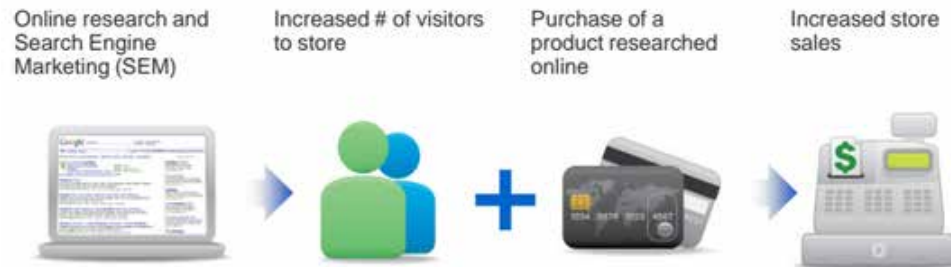 Online research and
Search Engine
Marketing (SEM)
Increased # of visitors
to store
Purchase of a
product researched
online
Increased store
sales
Google
$